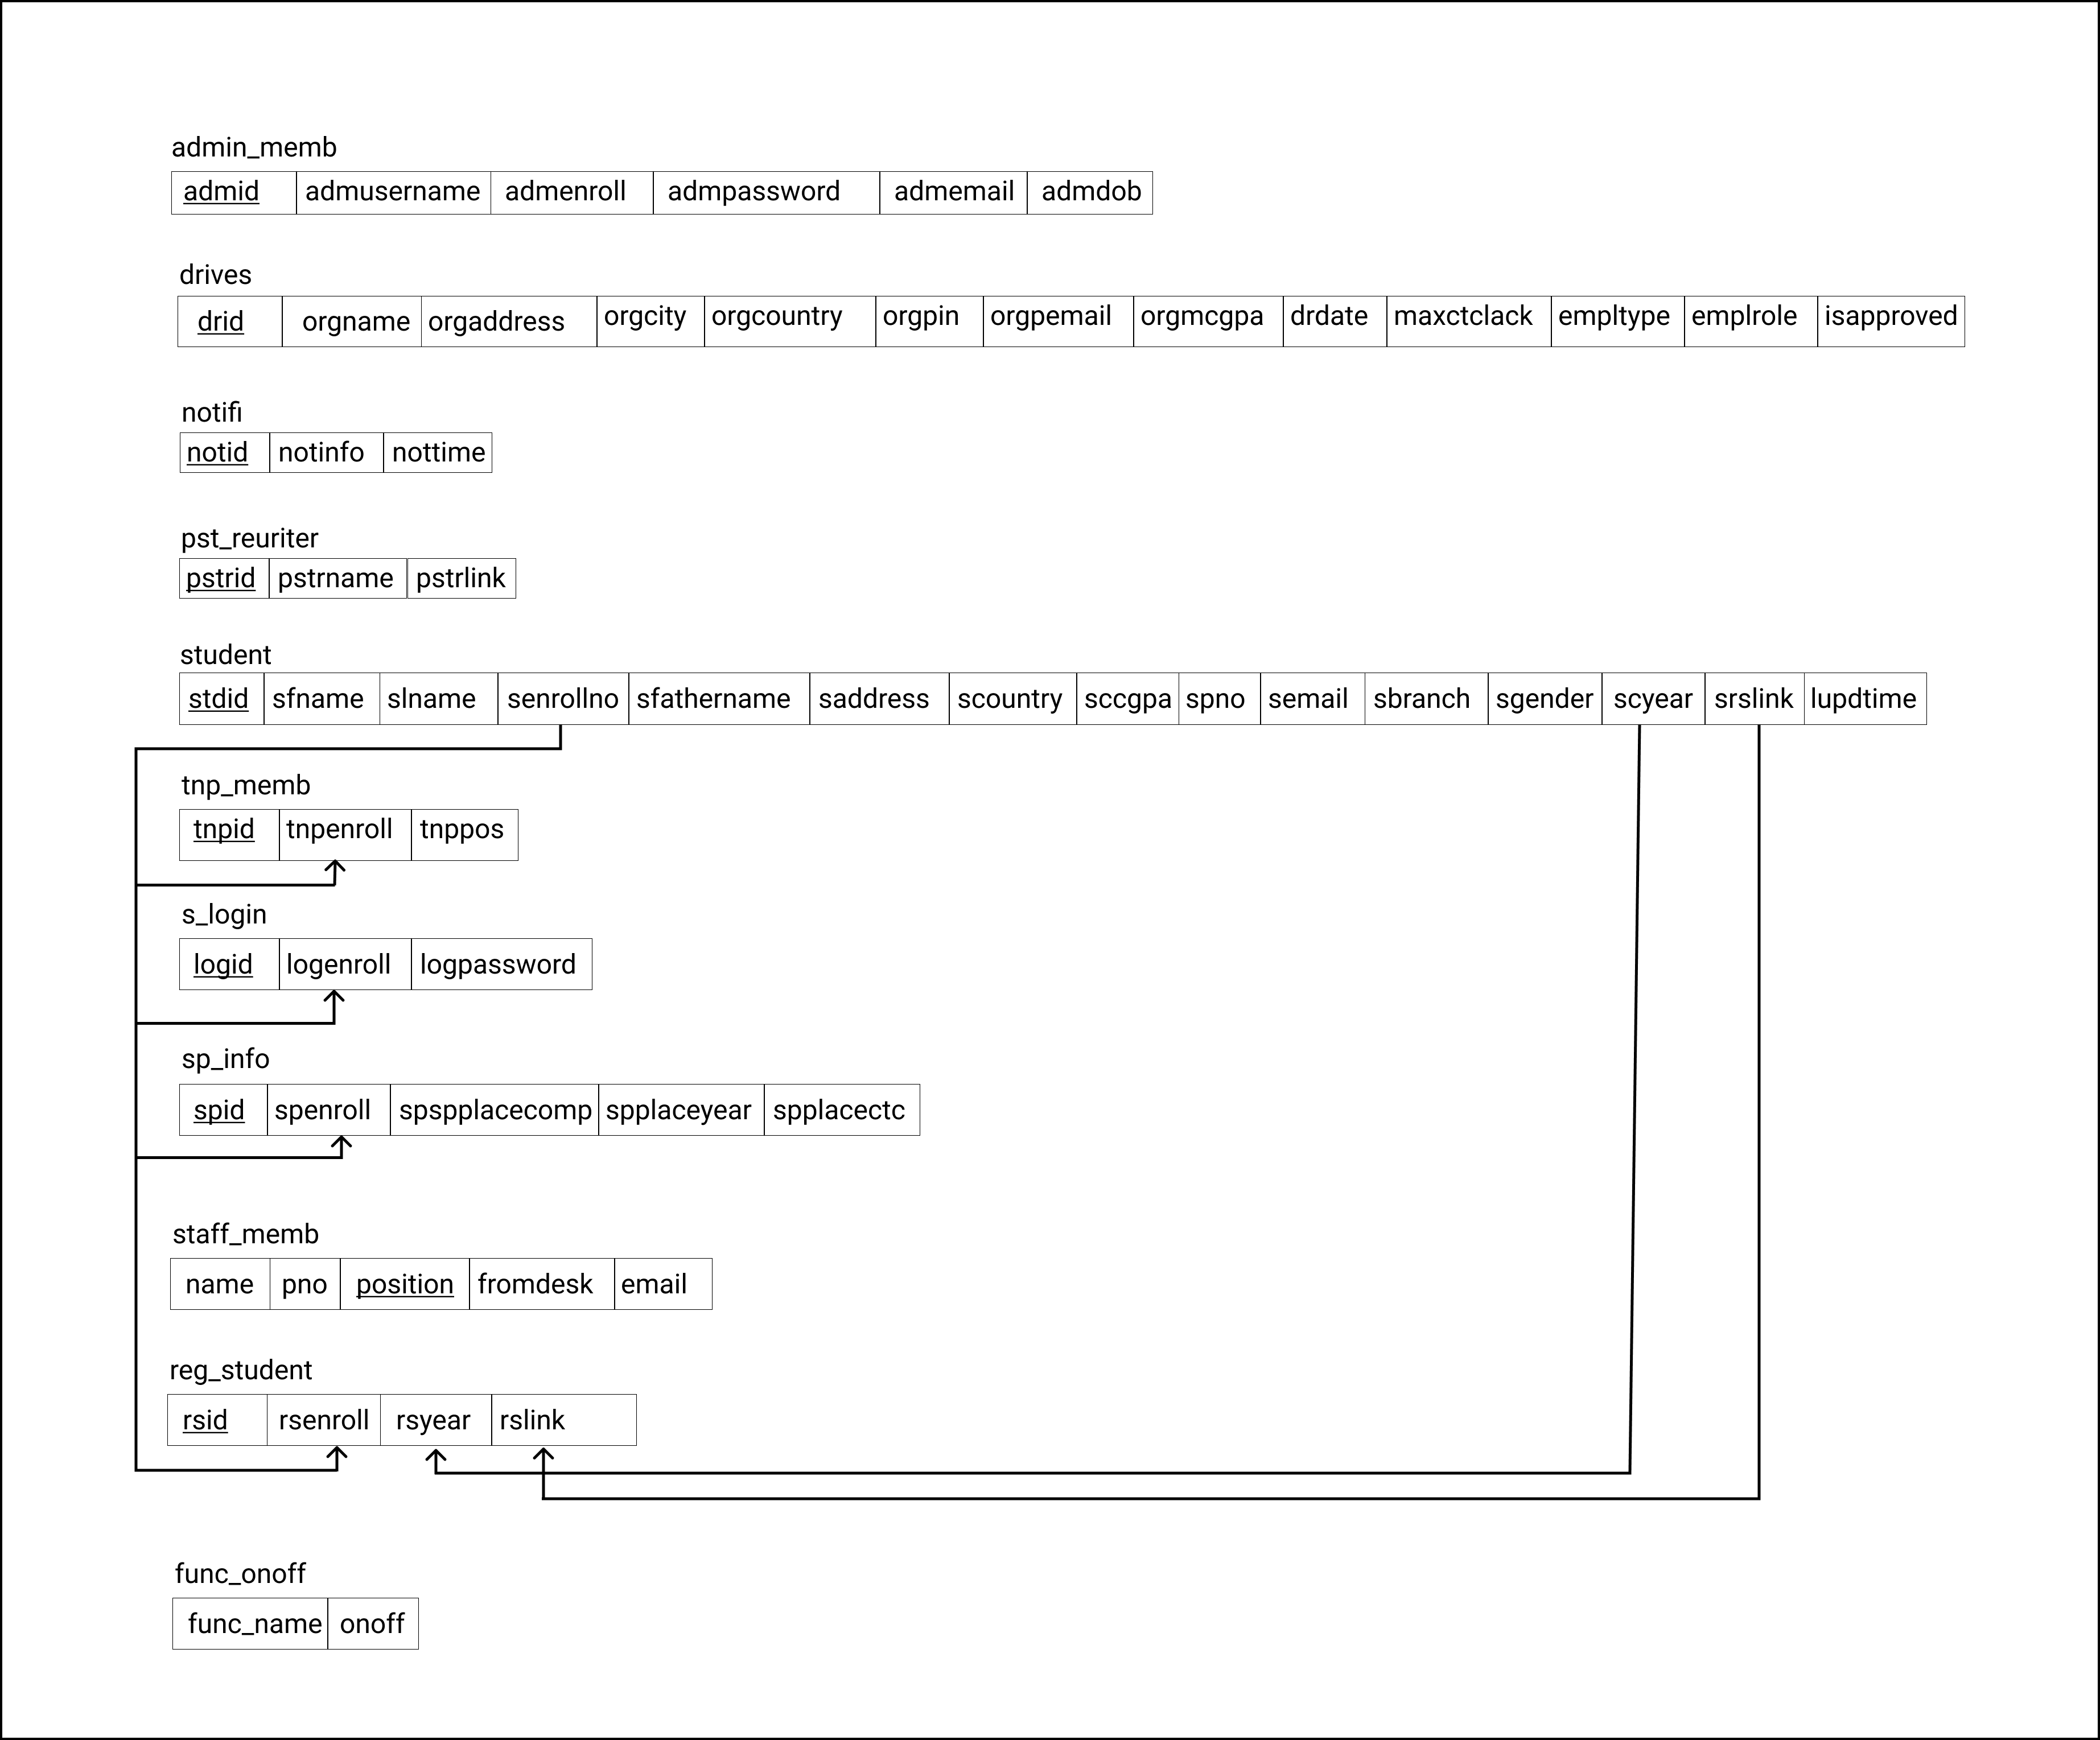 admin_memb
admid admusername admenroll admpassword admemail admdob
drives
drid orgname orgaddress orgcity orgcountry orgpin orgpemail orgmcgpa drdate maxctclack empltype emplrole isapproved
notifi
notid notinfo nottime
pst_reuriter
pstrid pstrname pstrlink
student
stdid sfname slname senrollno sfathername saddress scountry sccgpa spno semail sbranch sgender scyear srslink lupdtime
tnp_memb
tnpid tnpenroll tnppos
s_login
logid logenroll logpassword
sp_info
spid spenroll spspplacecomp spplaceyear spplacectc
staff_memb
name pno position fromdesk email
reg_student
rsid rsenroll rsyear rslink
func_onoff
func_name onoff